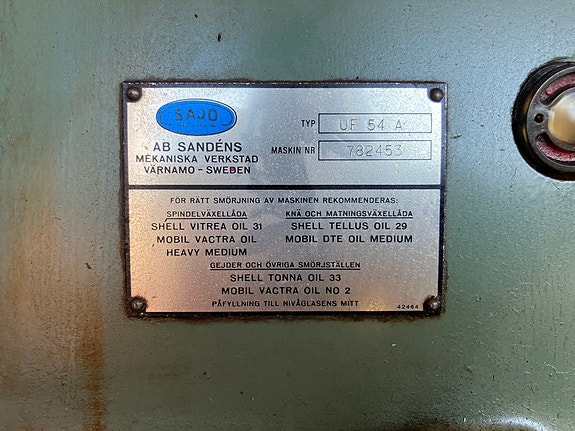 SAJO
TYP UF 54 A
AB SANDÉNS
MEKANISKA VERKSTAD
VÄRNAMO - SWEDEN
MASKIN NR 782453
FÖR RÄTT SMÖRJNING AV MASKINEN REKOMMENDERAS:
SPINDELVÄXELLÅDA
SHELL VITREA OIL 31
MOBIL VACTRA OIL
HEAVY MEDIUM
KNÄ OCH MATNINGSVÄXELLÅDA
SHELL TELLUS OIL 29
MOBIL DTE OIL MEDIUM
GEJDER OCH ÖVRIGA SMÖRJSTÄLLEN
SHELL TONNA OIL 33
MOBIL VACTRA OIL NO 2
PÅFYLLNING TILL NIVÅGLASENS MITT
42464